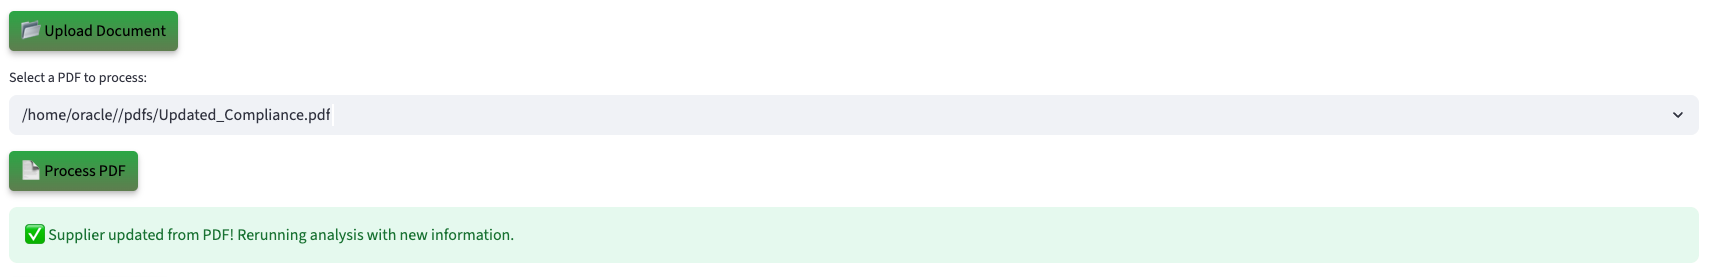 Upload Document
Select a PDF to process:
/home/oracle//pdfs/Updated_Compliance.pdf
Process PDF
Supplier updated from PDF! Rerunning analysis with new information.